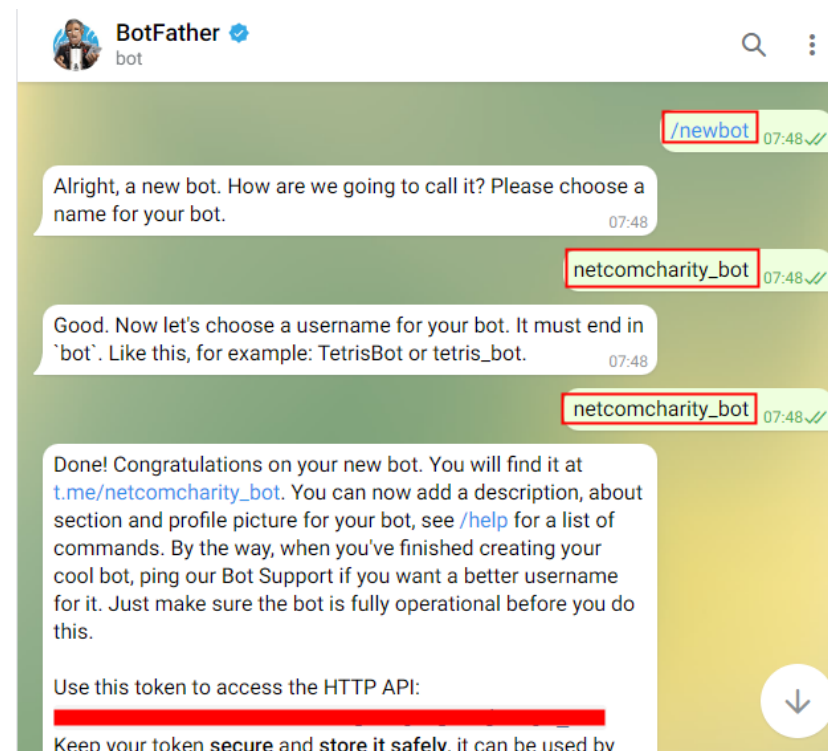 BotFather
bot
/newbot 07:48
Alright, a new bot. How are we going to call it? Please choose a
name for your bot.
07:48
netcomcharity_bot 07:48
Good. Now let's choose a username for your bot. It must end in
`bot`. Like this, for example: TetrisBot or tetris_bot.
07:48
netcomcharity_bot 07:48
Done! Congratulations on your new bot. You will find it at
t.me/netcomcharity_bot. You can now add a description, about
section and profile picture for your bot, see /help for a list of
commands. By the way, when you've finished creating your
cool bot, ping our Bot Support if you want a better username
for it. Just make sure the bot is fully operational before you do
this.
Use this token to access the HTTP API:
Keep your token secure and store it safely, it can be used by